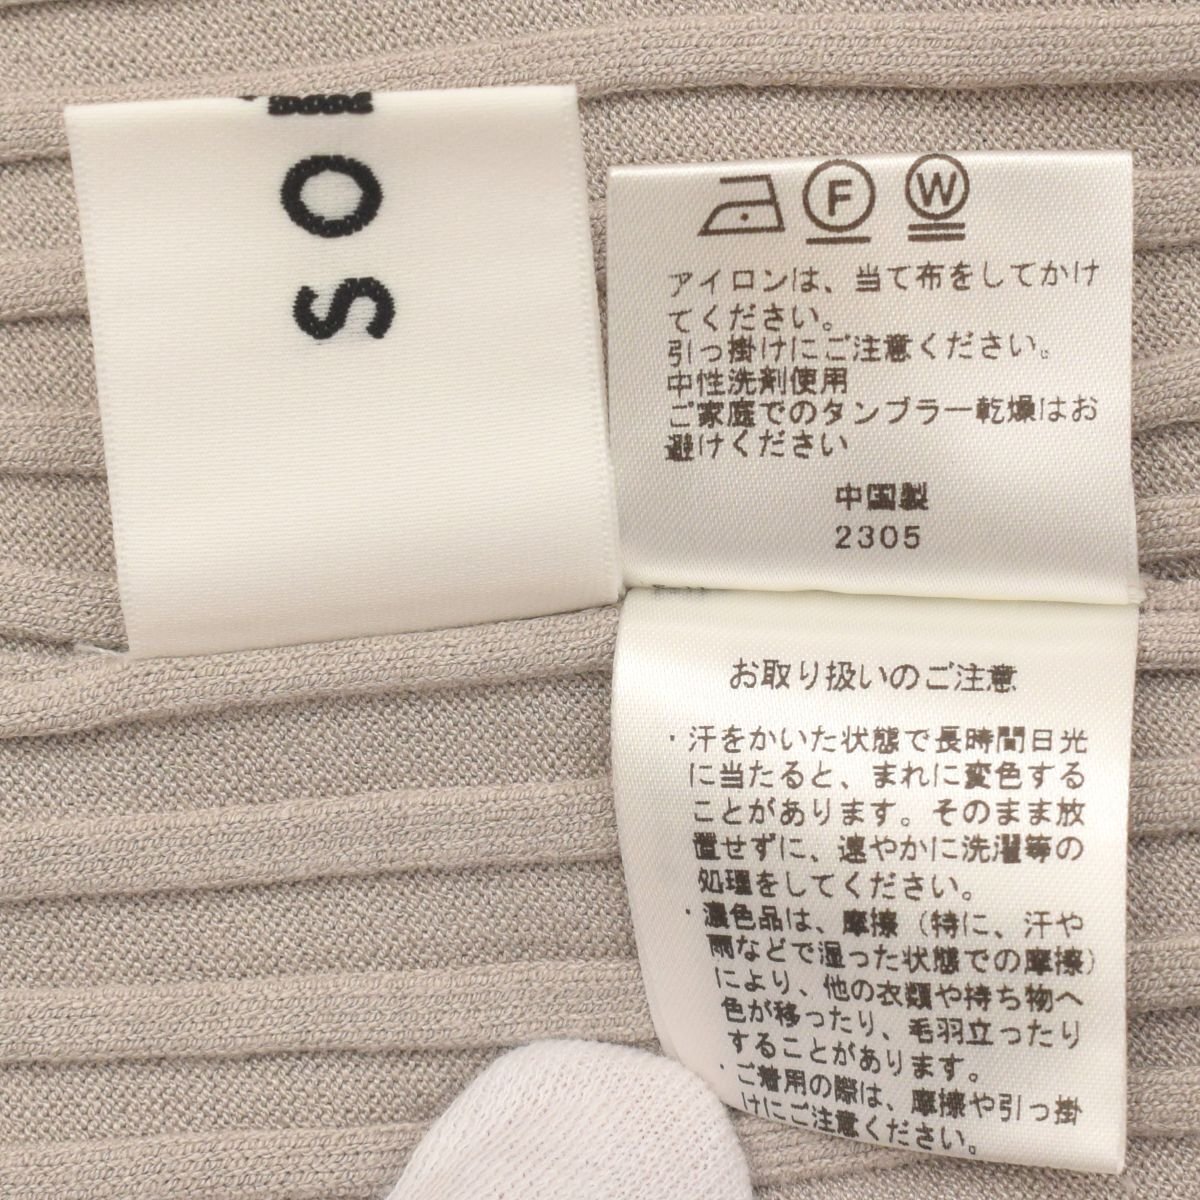 SO
F
W
アイロンは、当て布をしてかけ
てください。
引っ掛けにご注意ください。
中性洗剤使用
ご家庭でのタンブラー乾燥はお
避けください
中国製
2305
お取り扱いのご注意
・汗をかいた状態で長時間日光
に当たると、まれに変色する
ことがあります。そのまま放
置せずに、速やかに洗濯等の
処理をしてください。
・濃色品は、摩擦（特に、汗や
雨などで湿った状態での摩擦）
により、他の衣類や持ち物へ
色が移ったり、毛羽立ったり
することがあります。
・ご着用の際は、摩擦や引っ掛
けにご注意ください。